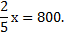 2/5 x = 800.